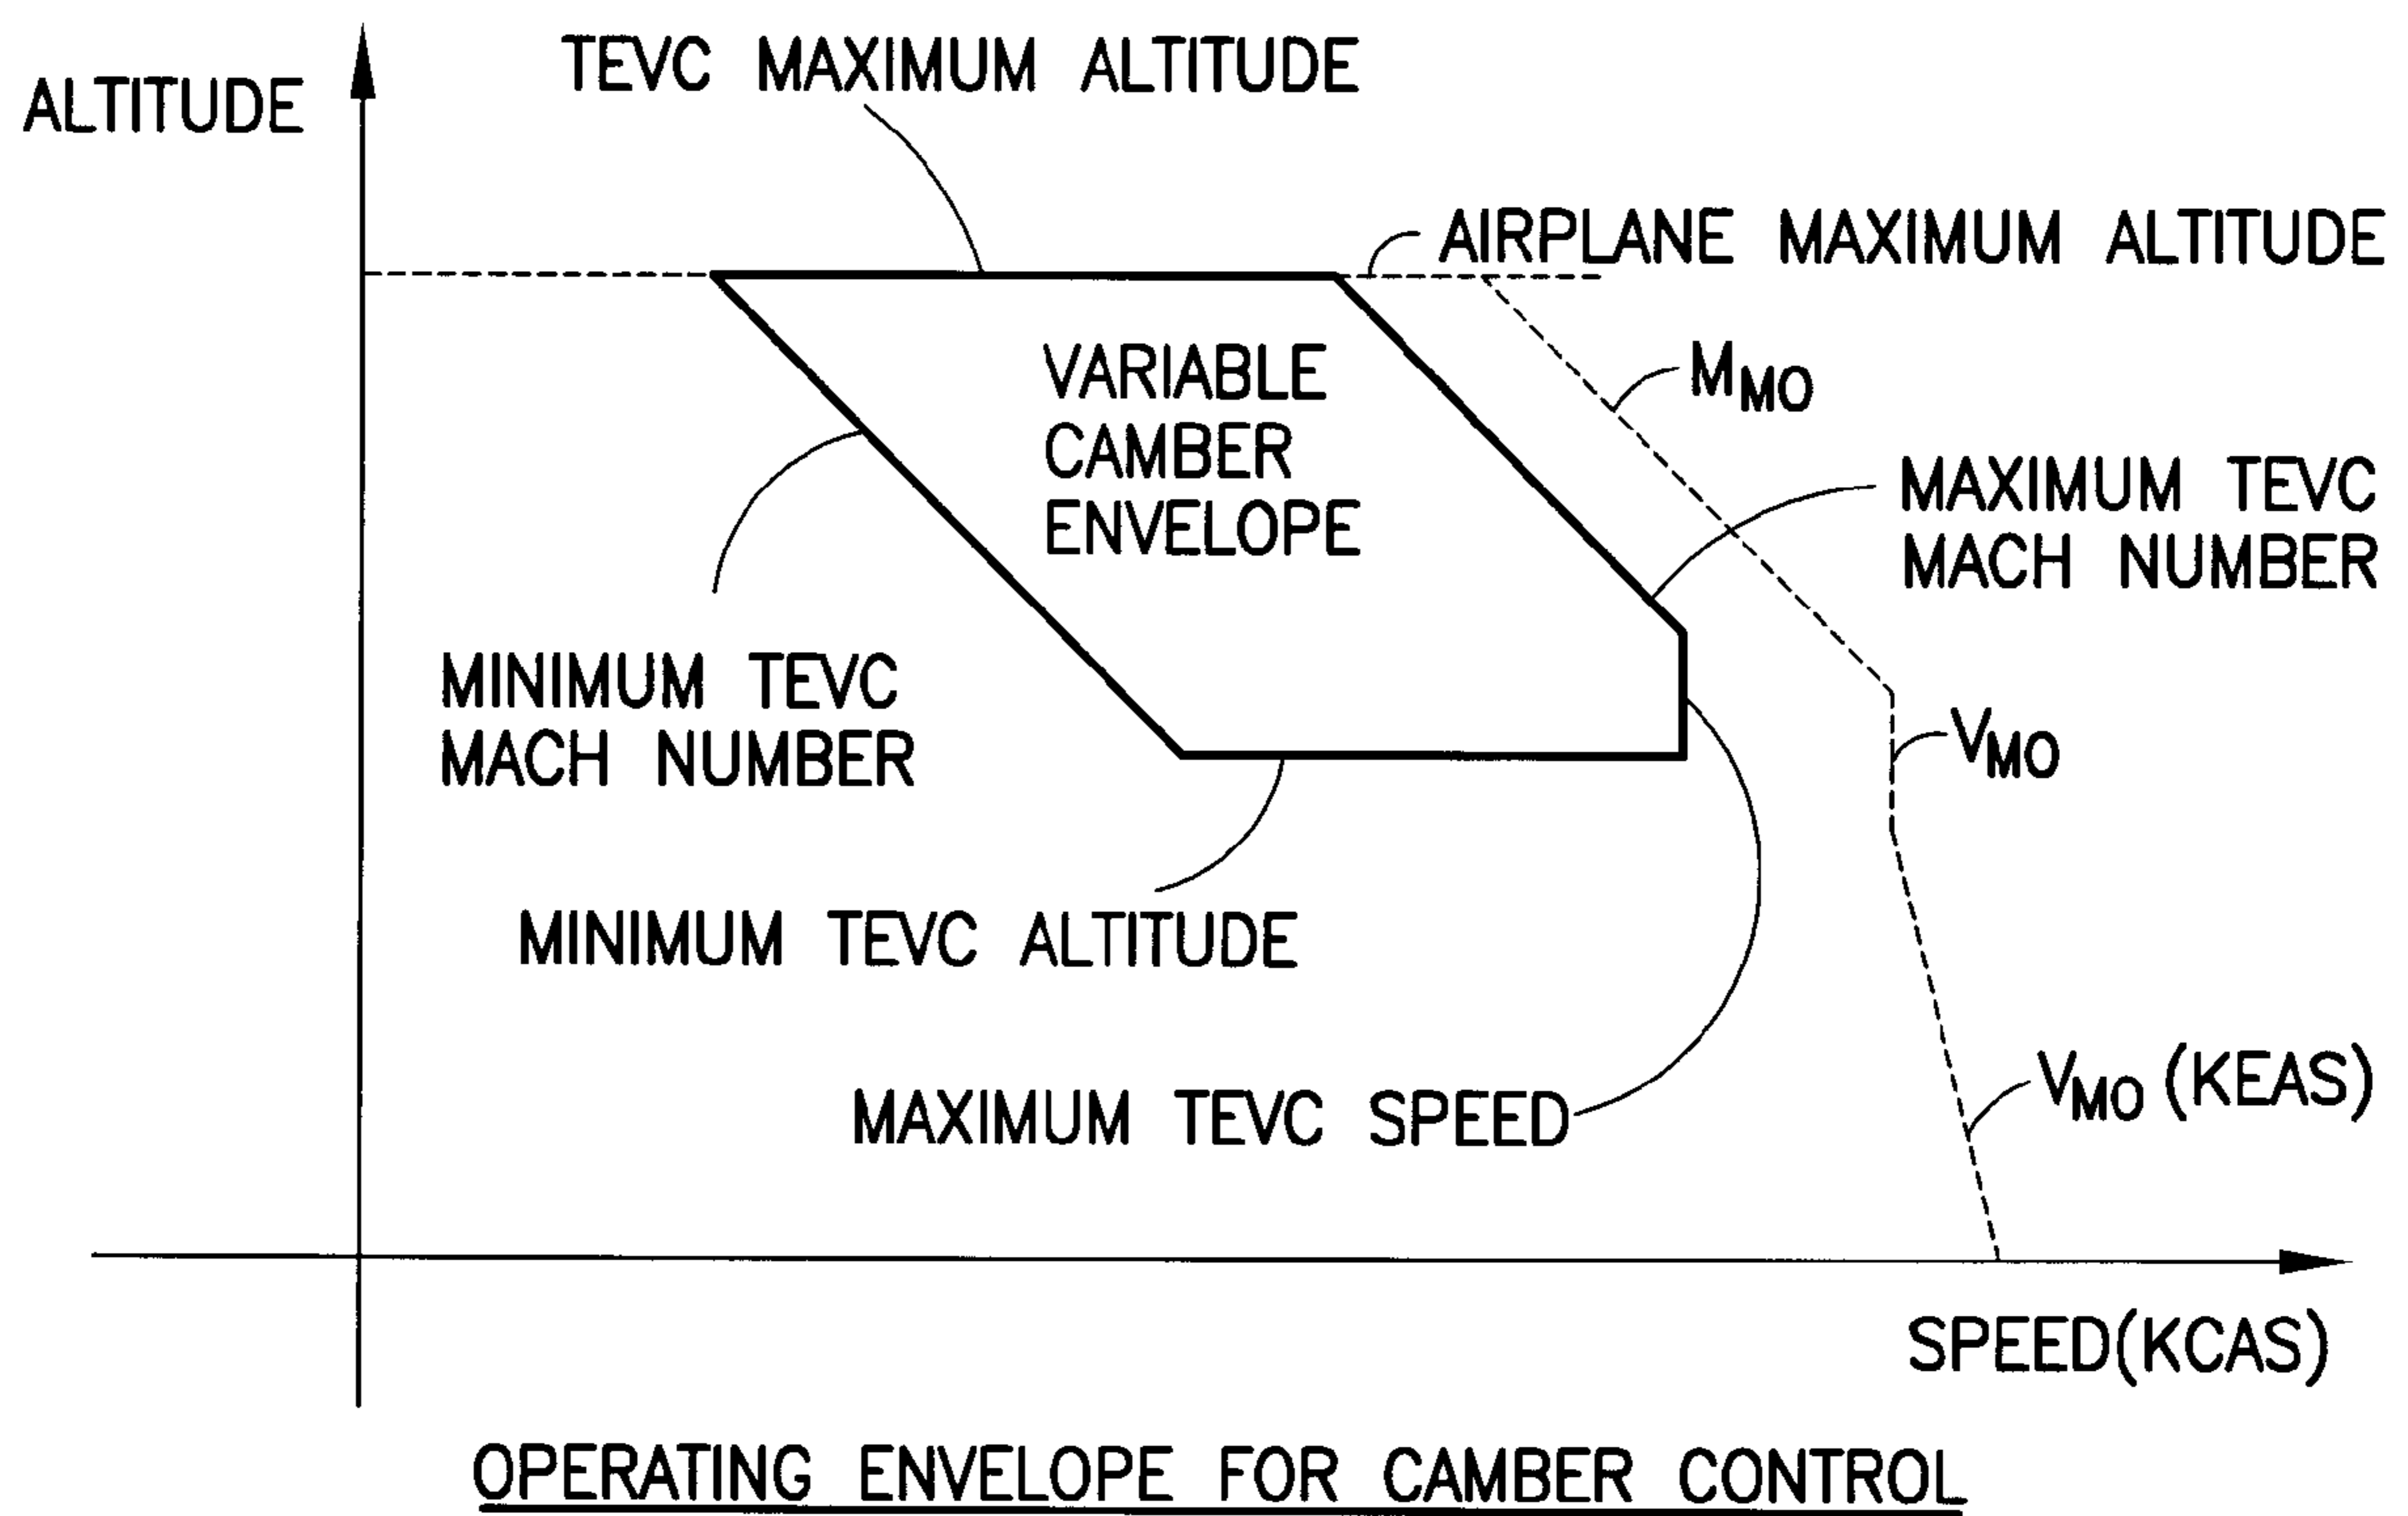 TEVC MAXIMUM ALTITUDE
ALTITUDE
AIRPLANE MAXIMUM ALTITUDE
VARIABLE
CAMBER
ENVELOPE
MMO
MAXIMUM TEVC
MACH NUMBER
MINIMUM TEVC
MACH NUMBER
VMO
MINIMUM TEVC ALTITUDE
MAXIMUM TEVC SPEED
VMO (KEAS)
SPEED(KCAS)
OPERATING ENVELOPE FOR CAMBER CONTROL